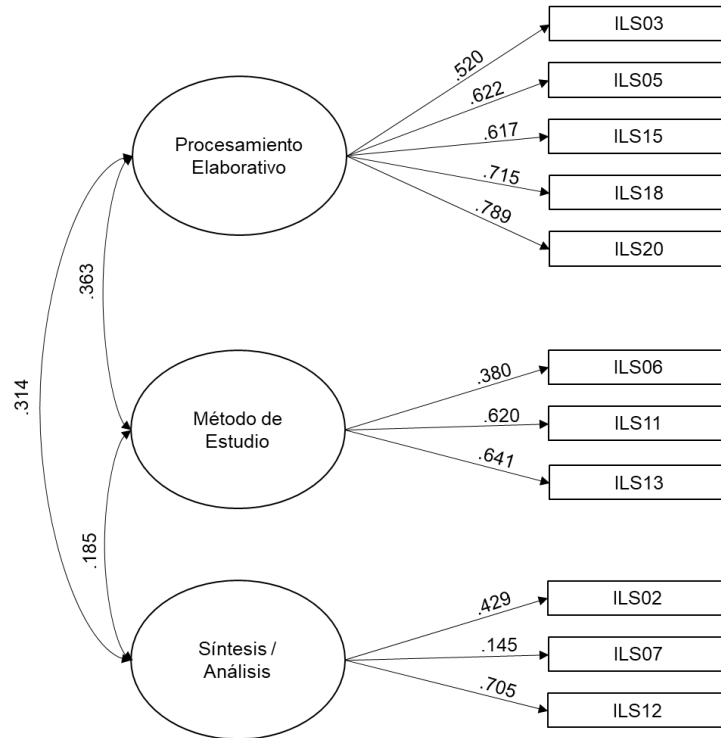 ILS03
.520
ILS05
.622
Procesamiento
Elaborativo
.617
ILS15
.715
ILS18
.789
ILS20
.363
.314
.380
ILS06
Método de
Estudio
.620
ILS11
.641
ILS13
.185
.429
ILS02
Síntesis /
Análisis
.145
ILS07
.705
ILS12